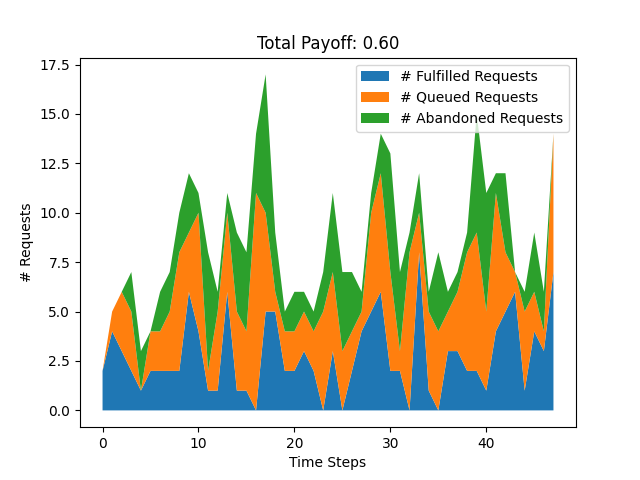 Total Payoff: 0.60
# Fulfilled Requests
# Queued Requests
# Abandoned Requests
17.5
15.0
12.5
10.0
7.5
5.0
2.5
0.0
# Requests
0 10 20 30 40
Time Steps